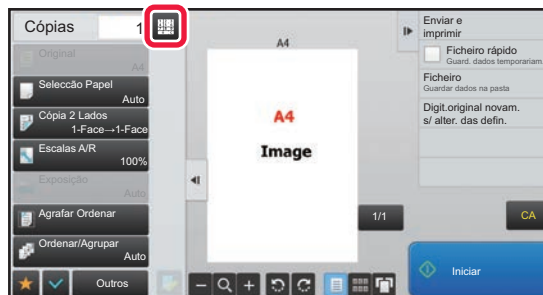 Cópias 1
Original
A4
Selecção Papel
Auto
Cópia 2 Lados
1-Face→1-Face
Escalas A/R
100%
Exposição
Auto
Agrafar Ordenar
Ordenar/Agrupar
Auto
Outros
A4
A4
Image
1/1
Enviar e
imprimir
Ficheiro rápido
Guard. dados temporariam.
Ficheiro
Guardar dados na pasta
Digit.original novam.
s/ alter. das defin.
CA
Iniciar